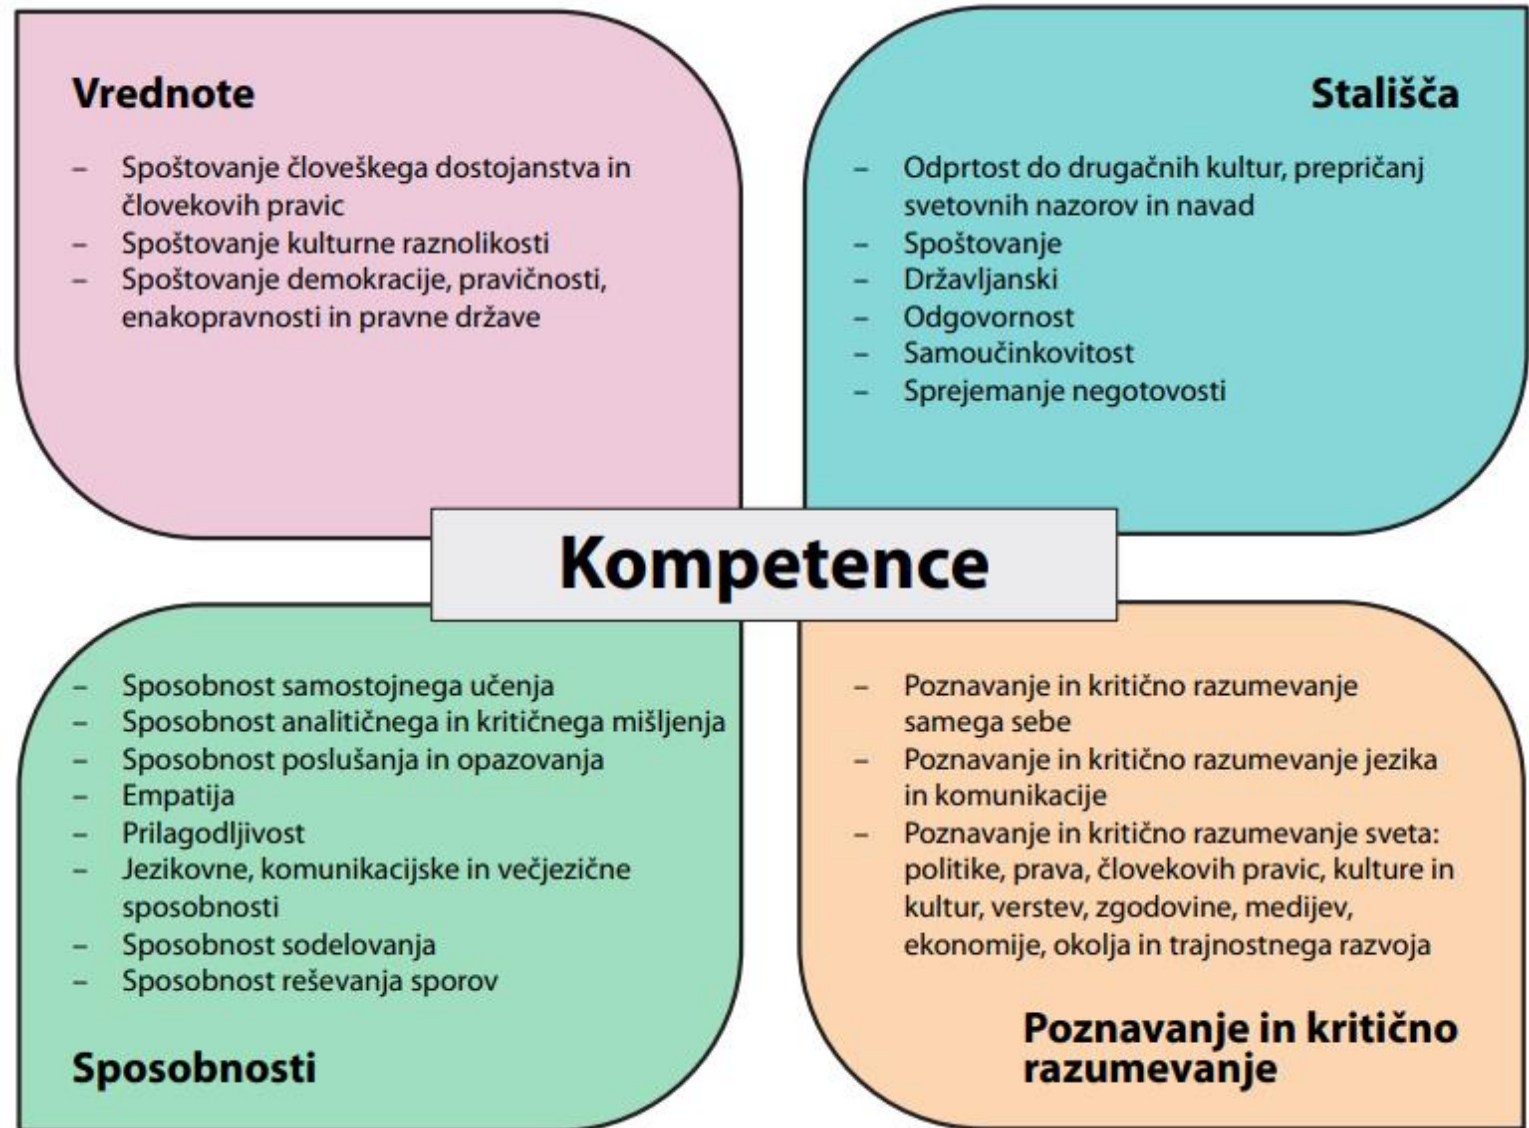 Vrednote
– Spoštovanje človeškega dostojanstva in
človekovih pravic
– Spoštovanje kulturne raznolikosti
– Spoštovanje demokracije, pravičnosti,
enakopravnosti in pravne države
Stališča
– Odprtost do drugačnih kultur, prepričanj
svetovnih nazorov in navad
– Spoštovanje
– Državljanski
– Odgovornost
– Samoučinkovitost
– Sprejemanje negotovosti
Kompetence
– Sposobnost samostojnega učenja
– Sposobnost analitičnega in kritičnega mišljenja
– Sposobnost poslušanja in opazovanja
– Empatija
– Prilagodljivost
– Jezikovne, komunikacijske in večjezične
sposobnosti
– Sposobnost sodelovanja
– Sposobnost reševanja sporov
Sposobnosti
– Poznavanje in kritično razumevanje
samega sebe
– Poznavanje in kritično razumevanje jezika
in komunikacije
– Poznavanje in kritično razumevanje sveta:
politike, prava, človekovih pravic, kulture in
kultur, verstev, zgodovine, medijev,
ekonomije, okolja in trajnostnega razvoja
Poznavanje in kritično
razumevanje